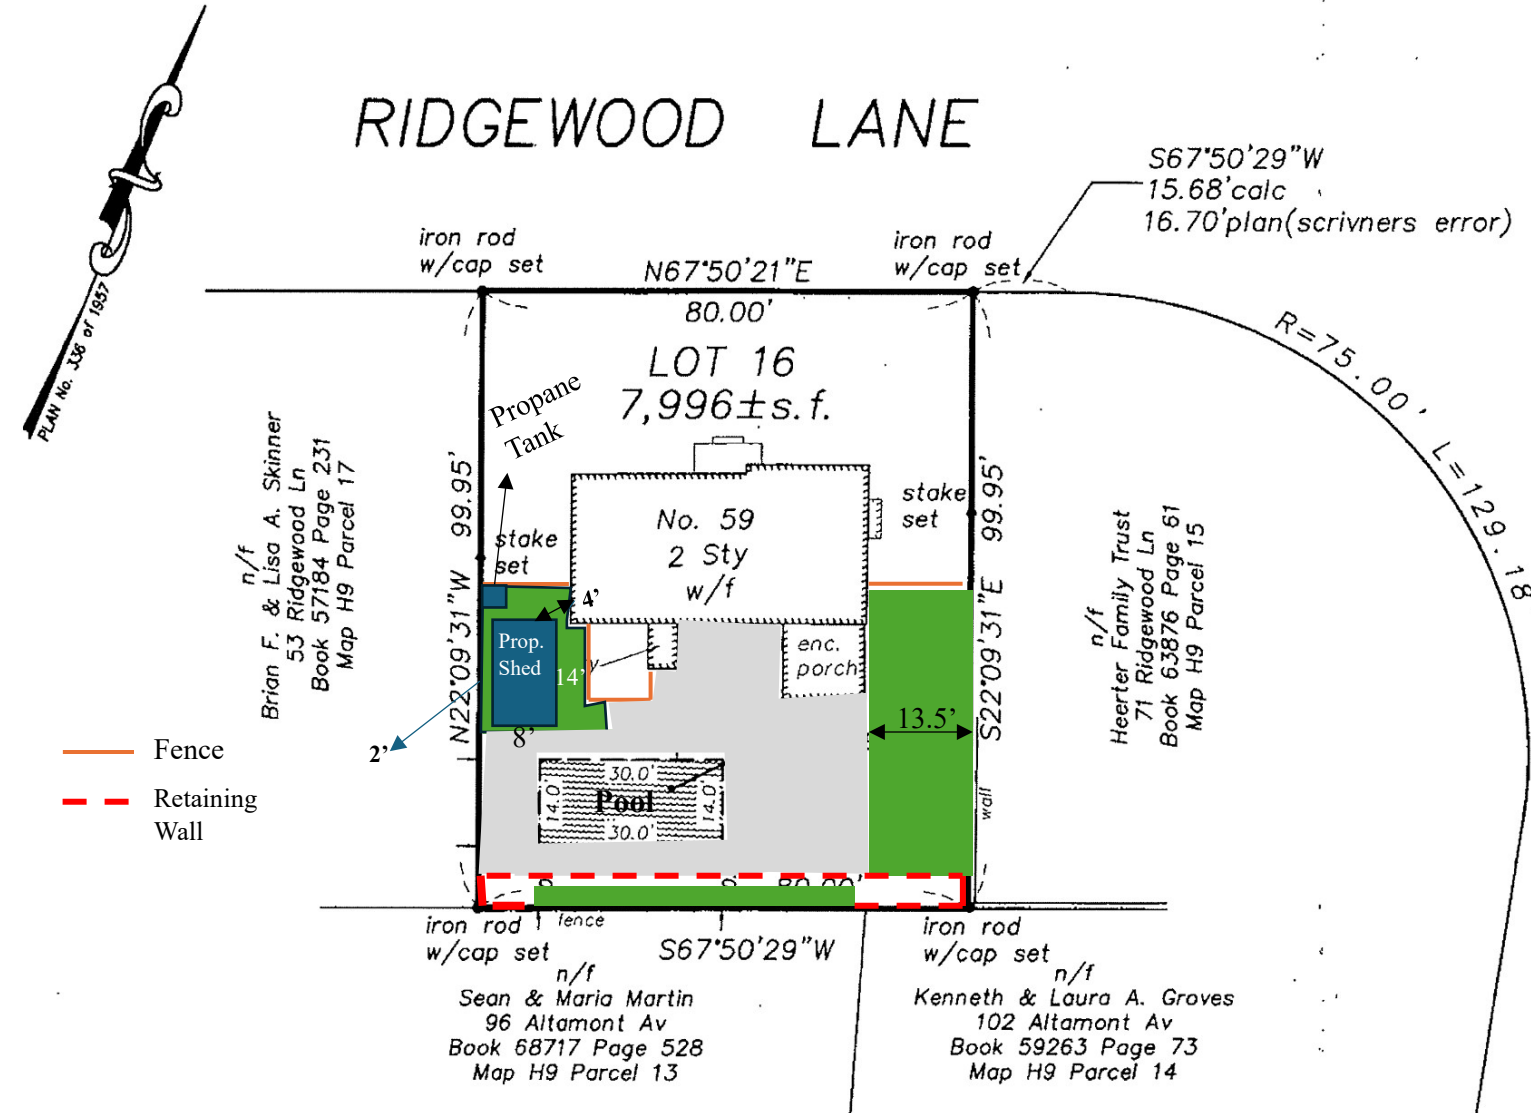 RIDGEWOOD LANE
S67°50'29"W
15.68'calc
16.70'plan(scrivners error)
iron rod
w/cap set
N67°50'21"E
iron rod
w/cap set
80.00'
PLAN No. 336 of 1957
LOT 16
7,996±s.f.
R=75.00' L=129.18
Propane
Tank
n/f
Brian F. & Lisa A. Skinner
53 Ridgewood Ln
Book 57184 Page 231
Map H9 Parcel 17
N22°09'31"W 99.95'
stake
set
No. 59
2 Sty
w/f
stake
set
S22°09'31"E 99.95'
n/f
Heerter Family Trust
71 Ridgewood Ln
Book 63876 Page 61
Map H9 Parcel 15
4'
Prop.
Shed
14'
y
enc.
porch
8'
2'
13.5'
Fence
Retaining
Wall
30.0'
14.0'
Pool
14.0'
30.0'
wall
80.00'
fence
iron rod
w/cap set
S67°50'29"W
iron rod
w/cap set
n/f
Sean & Maria Martin
96 Altamont Av
Book 68717 Page 528
Map H9 Parcel 13
n/f
Kenneth & Laura A. Groves
102 Altamont Av
Book 59263 Page 73
Map H9 Parcel 14